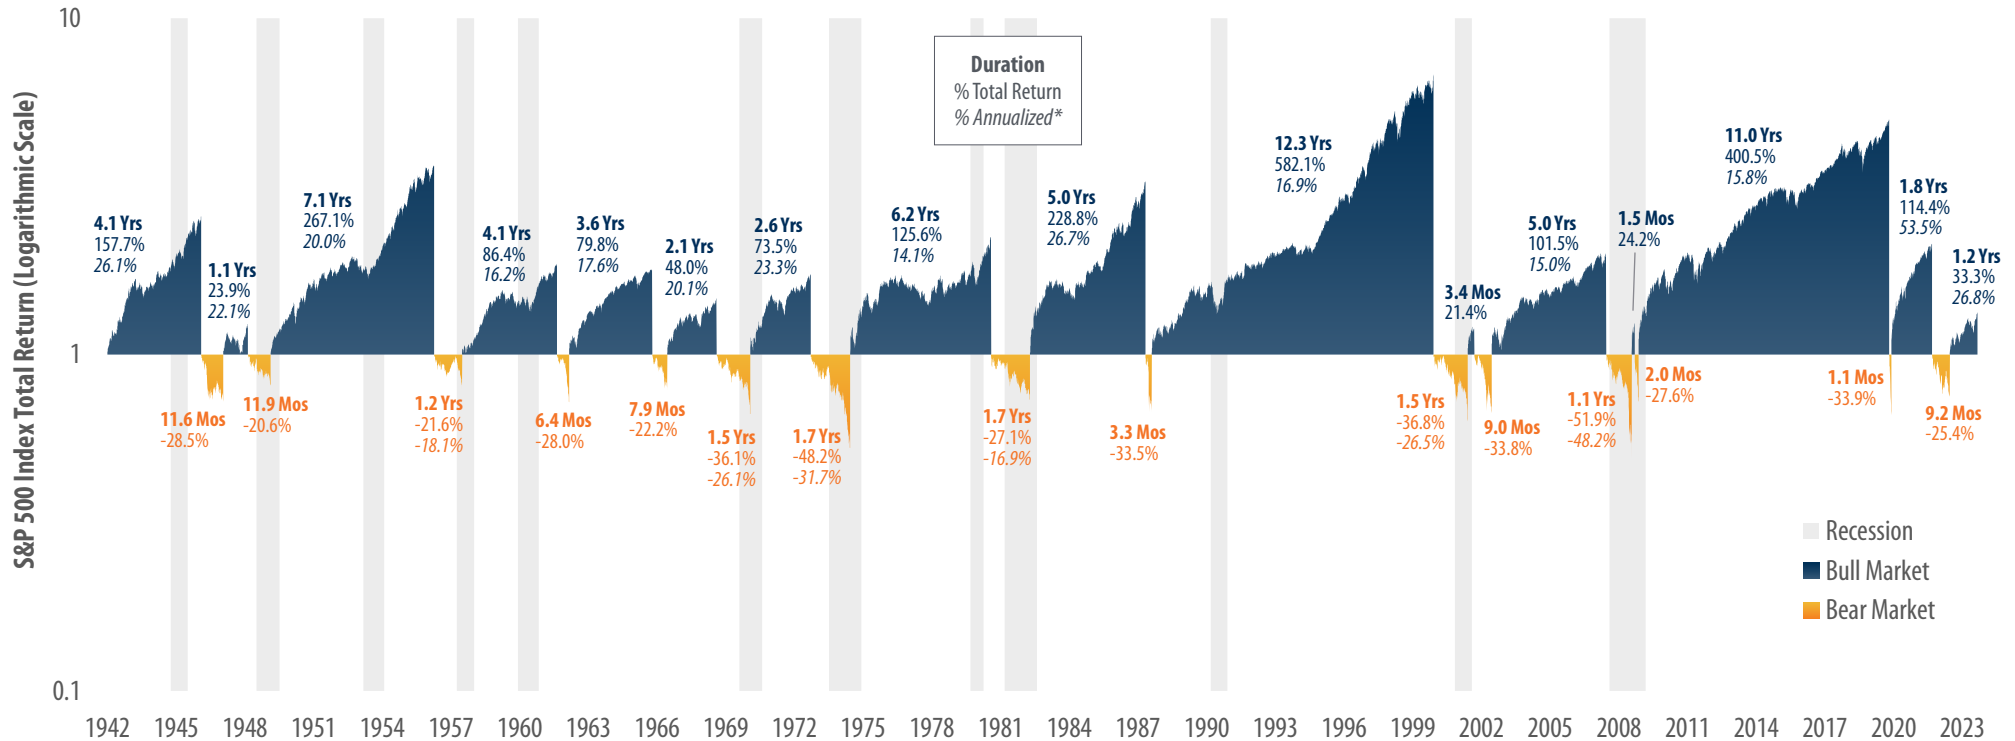 S&P 500 Index Total Return (Logarithmic Scale)
10
1
0.1
Duration
% Total Return
% Annualized*
4.1 Yrs
157.7%
26.1%
1.1 Yrs
23.9%
22.1%
7.1 Yrs
267.1%
20.0%
4.1 Yrs
86.4%
16.2%
3.6 Yrs
79.8%
17.6%
2.1 Yrs
48.0%
20.1%
2.6 Yrs
73.5%
23.3%
6.2 Yrs
125.6%
14.1%
5.0 Yrs
228.8%
26.7%
12.3 Yrs
582.1%
16.9%
3.4 Mos
21.4%
5.0 Yrs
101.5%
15.0%
1.5 Mos
24.2%
11.0 Yrs
400.5%
15.8%
1.8 Yrs
114.4%
53.5%
1.2 Yrs
33.3%
26.8%
11.6 Mos
-28.5%
11.9 Mos
-20.6%
1.2 Yrs
-21.6%
-18.1%
6.4 Mos
-28.0%
7.9 Mos
-22.2%
1.5 Yrs
-36.1%
-26.1%
1.7 Yrs
-48.2%
-31.7%
1.7 Yrs
-27.1%
-16.9%
3.3 Mos
-33.5%
1.5 Yrs
-36.8%
-26.5%
9.0 Mos
-33.8%
1.1 Yrs
-51.9%
-48.2%
2.0 Mos
-27.6%
1.1 Mos
-33.9%
9.2 Mos
-25.4%
Recession
Bull Market
Bear Market
1942 1945 1948 1951 1954 1957 1960 1963 1966 1969 1972 1975 1978 1981 1984 1987 1990 1993 1996 1999 2002 2005 2008 2011 2014 2017 2020 2023